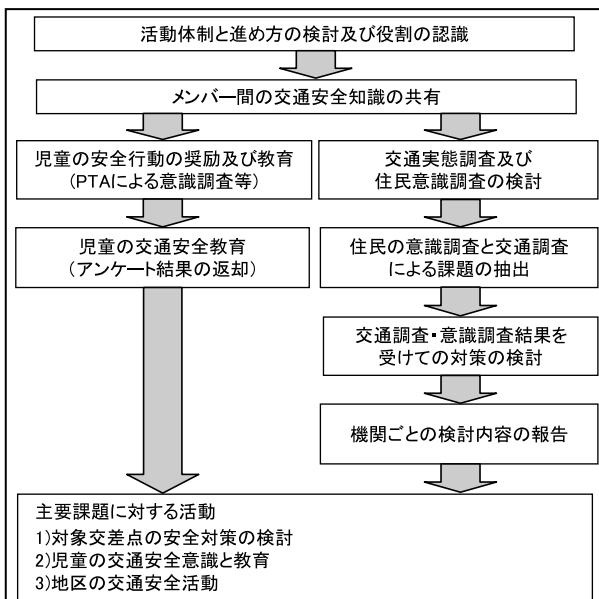 活動体制と進め方の検討及び役割の認識
メンバー間の交通安全知識の共有
児童の安全行動の奨励及び教育
(PTAによる意識調査等)
児童の交通安全教育
(アンケート結果の返却)
交通実態調査及び
住民意識調査の検討
住民の意識調査と交通調査
による課題の抽出
交通調査・意識調査結果を
受けての対策の検討
機関ごとの検討内容の報告
主要課題に対する活動
1)対象交差点の安全対策の検討
2)児童の交通安全意識と教育
3)地区の交通安全活動